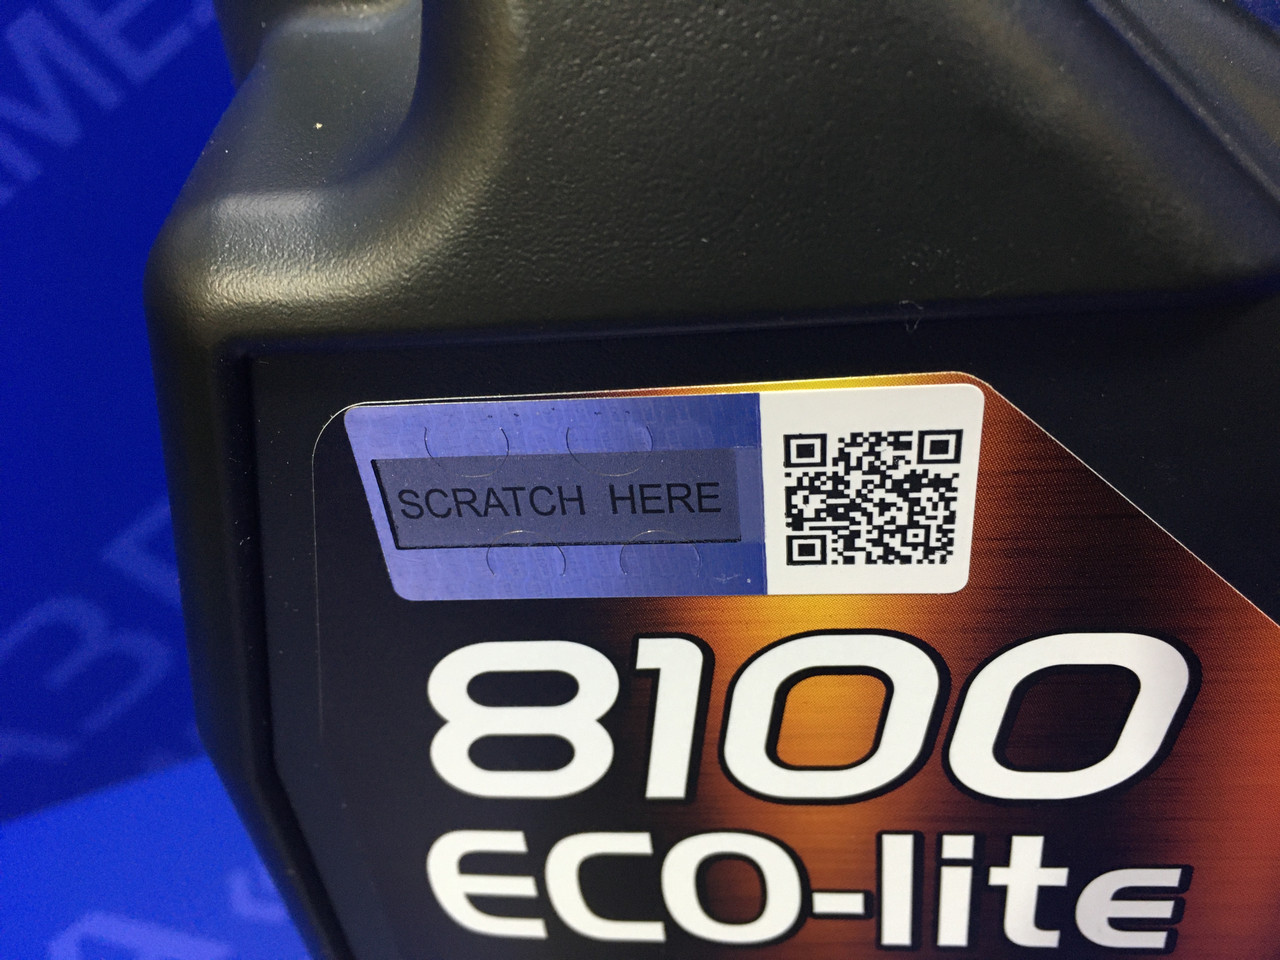 SCRATCH HERE
8100
ECO-lite